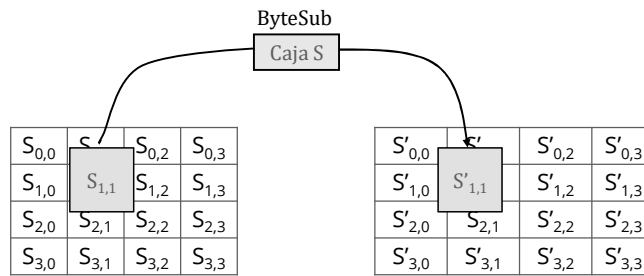 ByteSub
Caja S
S0,0 S S0,2 S0,3 S'0,0 S' S'0,2 S'0,3
S1,0 S1,1 S1,2 S1,3 S'1,0 S'1,1 S'1,2 S'1,3
S2,0 S2,1 S2,2 S2,3 S'2,0 S2,1 S'2,2 S'2,3
S3,0 S3,1 S3,2 S3,3 S'3,0 S'3,1 S'3,2 S'3,3